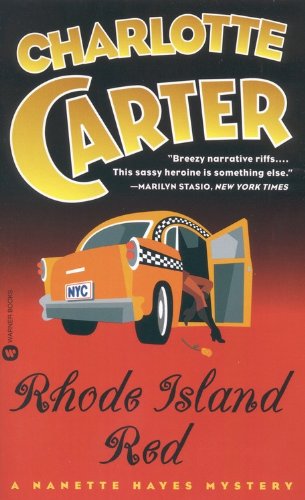 CHARLOTTE
CARTER
"Breezy narrative riffs....
This sassy heroine is something else."
—MARILYN STASIO, NEW YORK TIMES
NYC
WARNER BOOKS
Rhode Island
Red
A NANETTE HAYES MYSTERY